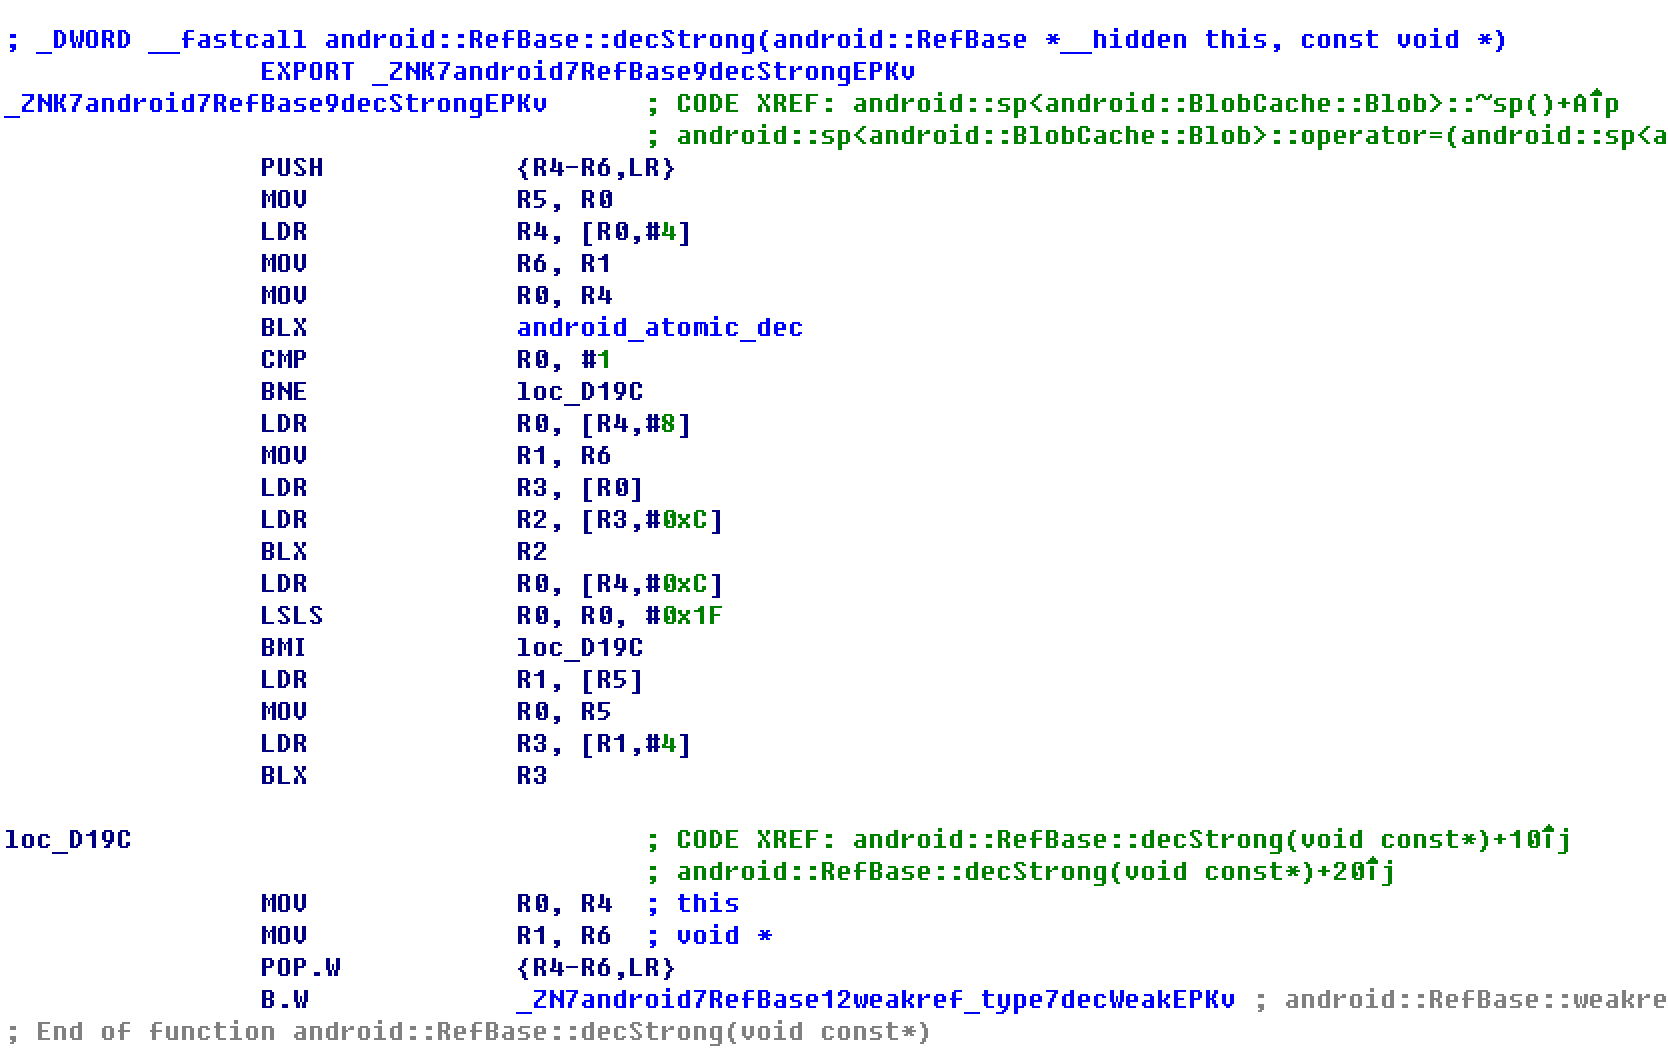 ; _DWORD __fastcall android::RefBase::decStrong(android::RefBase *__hidden this, const void *)
EXPORT _ZNK7android7RefBase9decStrongEPKv
_ZNK7android7RefBase9decStrongEPKv ; CODE XREF: android::sp<android::BlobCache::Blob>::~sp()+A↑p
; android::sp<android::BlobCache::Blob>::operator=(android::sp<a
PUSH {R4-R6,LR}
MOV R5, R0
LDR R4, [R0,#4]
MOV R6, R1
MOV R0, R4
BLX android_atomic_dec
CMP R0, #1
BNE loc_D19C
LDR R0, [R4,#8]
MOV R1, R6
LDR R3, [R0]
LDR R2, [R3,#0xC]
BLX R2
LDR R0, [R4,#0xC]
LSLS R0, R0, #0x1F
BMI loc_D19C
LDR R1, [R5]
MOV R0, R5
LDR R3, [R1,#4]
BLX R3
loc_D19C ; CODE XREF: android::RefBase::decStrong(void const*)+10↑j
; android::RefBase::decStrong(void const*)+20↑j
MOV R0, R4 ; this
MOV R1, R6 ; void *
POP.W {R4-R6,LR}
B.W _ZN7android7RefBase12weakref_type7decWeakEPKv ; android::RefBase::weakre
; End of function android::RefBase::decStrong(void const*)